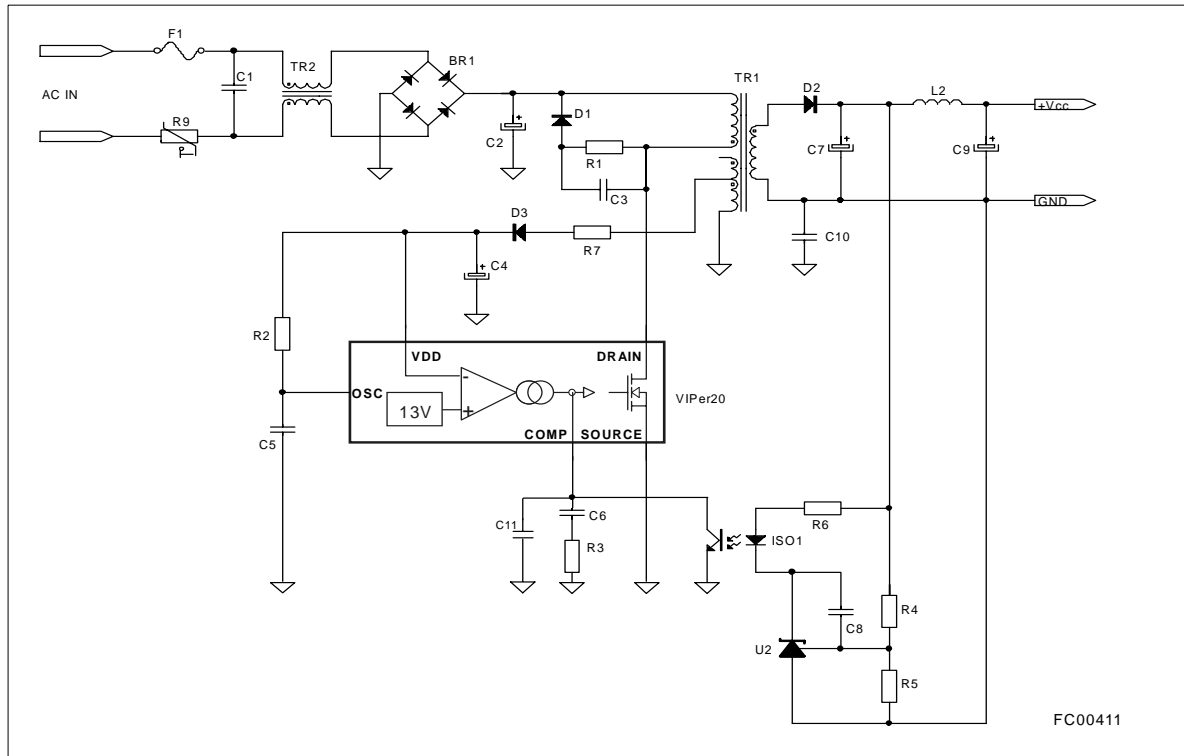 F1
BR1
TR2
C1
AC IN
R9
T
C2
+
D1
R1
C3
TR1
D2
L2
+Vcc
C7
+
C9
+
GND
C10
D3
R7
C4
+
R2
C5
VDD
DRAIN
OSC
-
13V
+
COMP
SOURCE
VIPer20
C11
C6
R3
ISO1
R6
C8
R4
U2
R5
FC00411